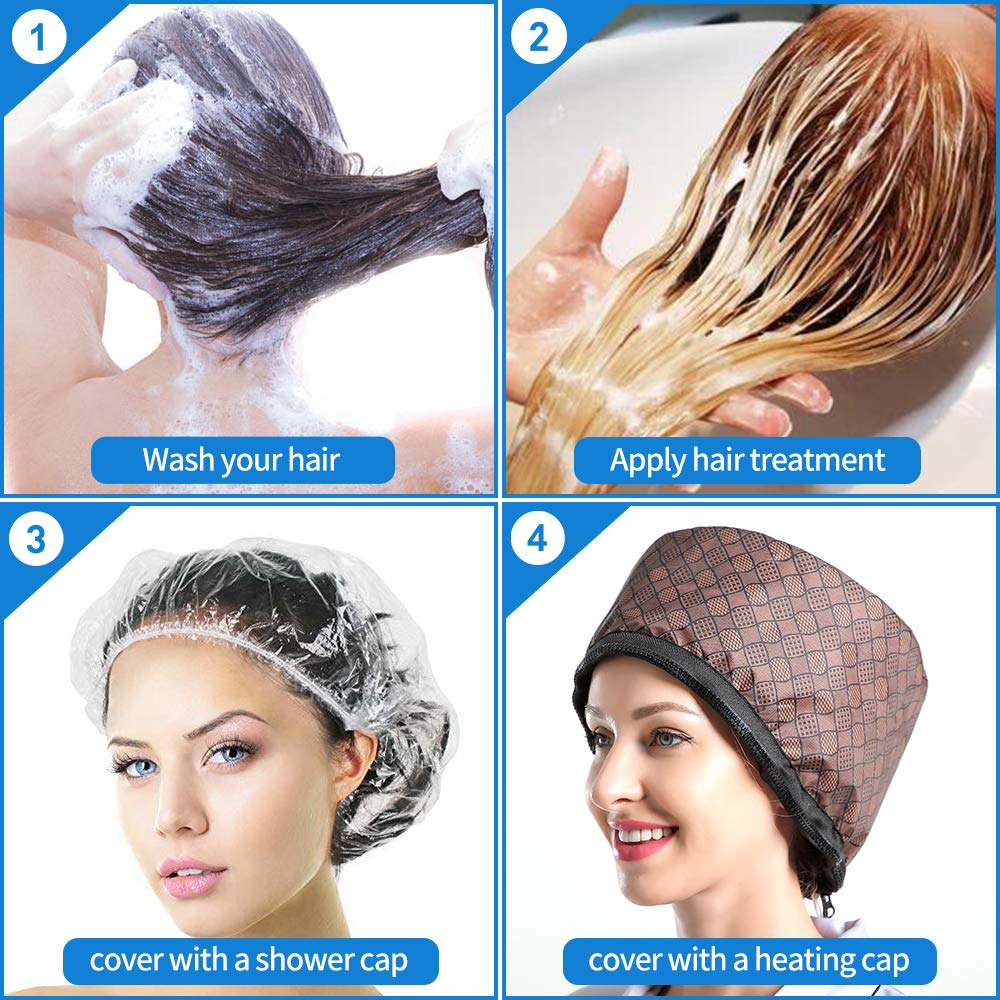 1
Wash your hair
2
Apply hair treatment
3
cover with a shower cap
4
cover with a heating cap